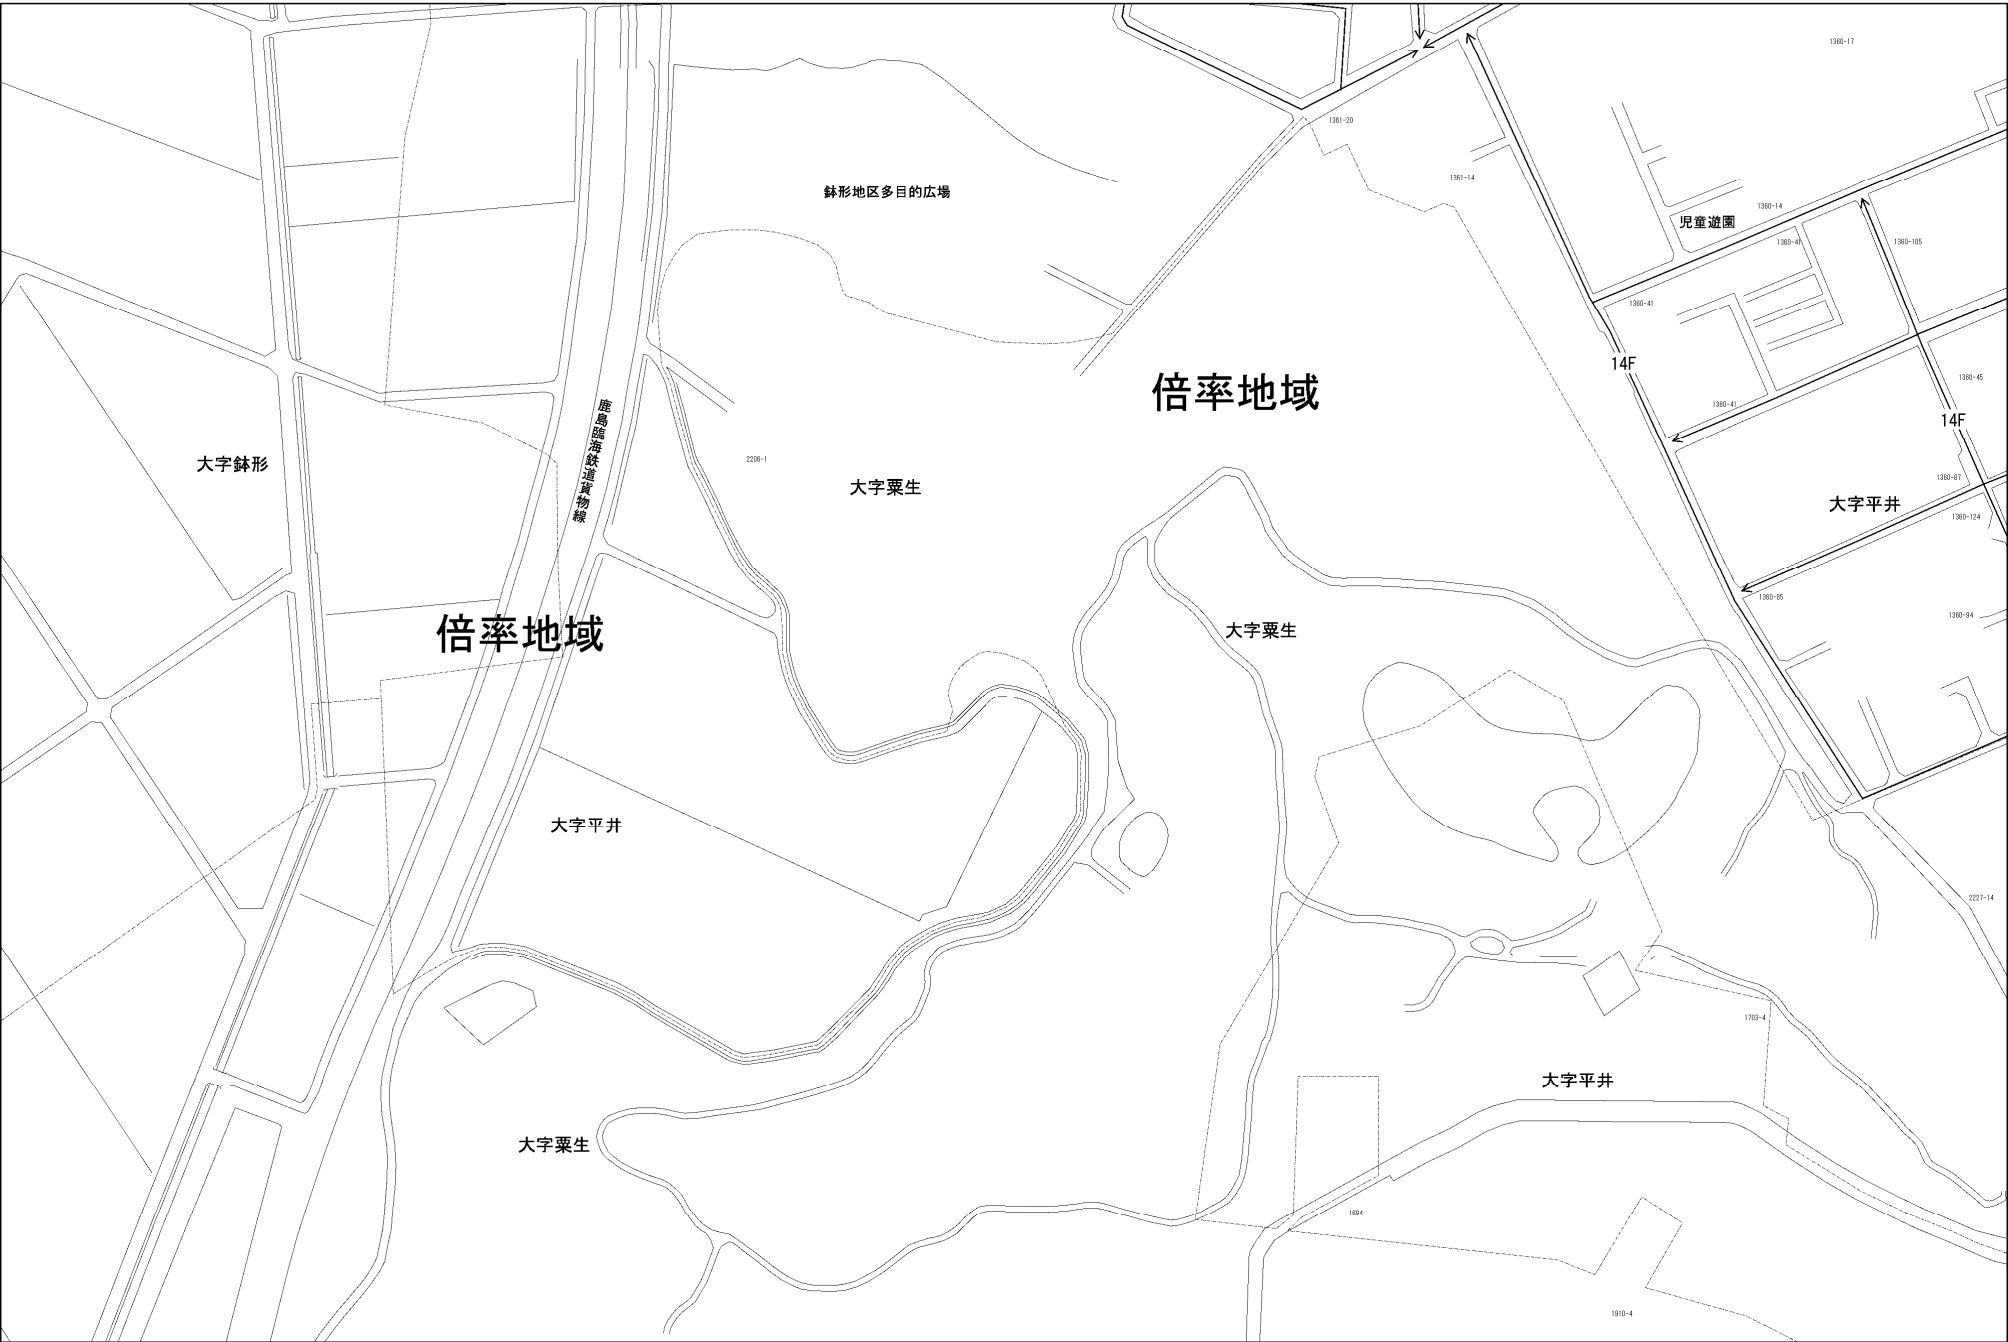 1360-17
1361-20
1361-14
鉢形地区多目的広場
1360-14
児童遊園
1360-41
1360-105
1360-41
14F
倍率地域
1360-45
1360-41
14F
鹿島臨海鉄道貨物線
大字鉢形
2206-1
大字粟生
1360-87
大字平井
1360-124
1360-85
1360-94
倍率地域
大字粟生
大字平井
2227-14
1703-4
大字平井
大字粟生
1694
1910-4